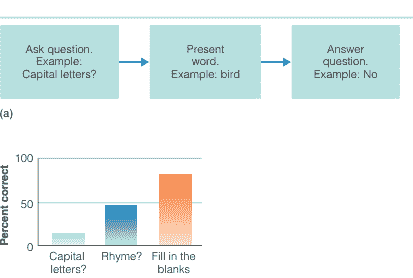 Ask question.
Example:
Capital letters?
Present
word.
Example: bird
Answer
question.
Example: No
(a)
Percent correct
100
50
0
Capital
letters?
Rhyme?
Fill in the
blanks